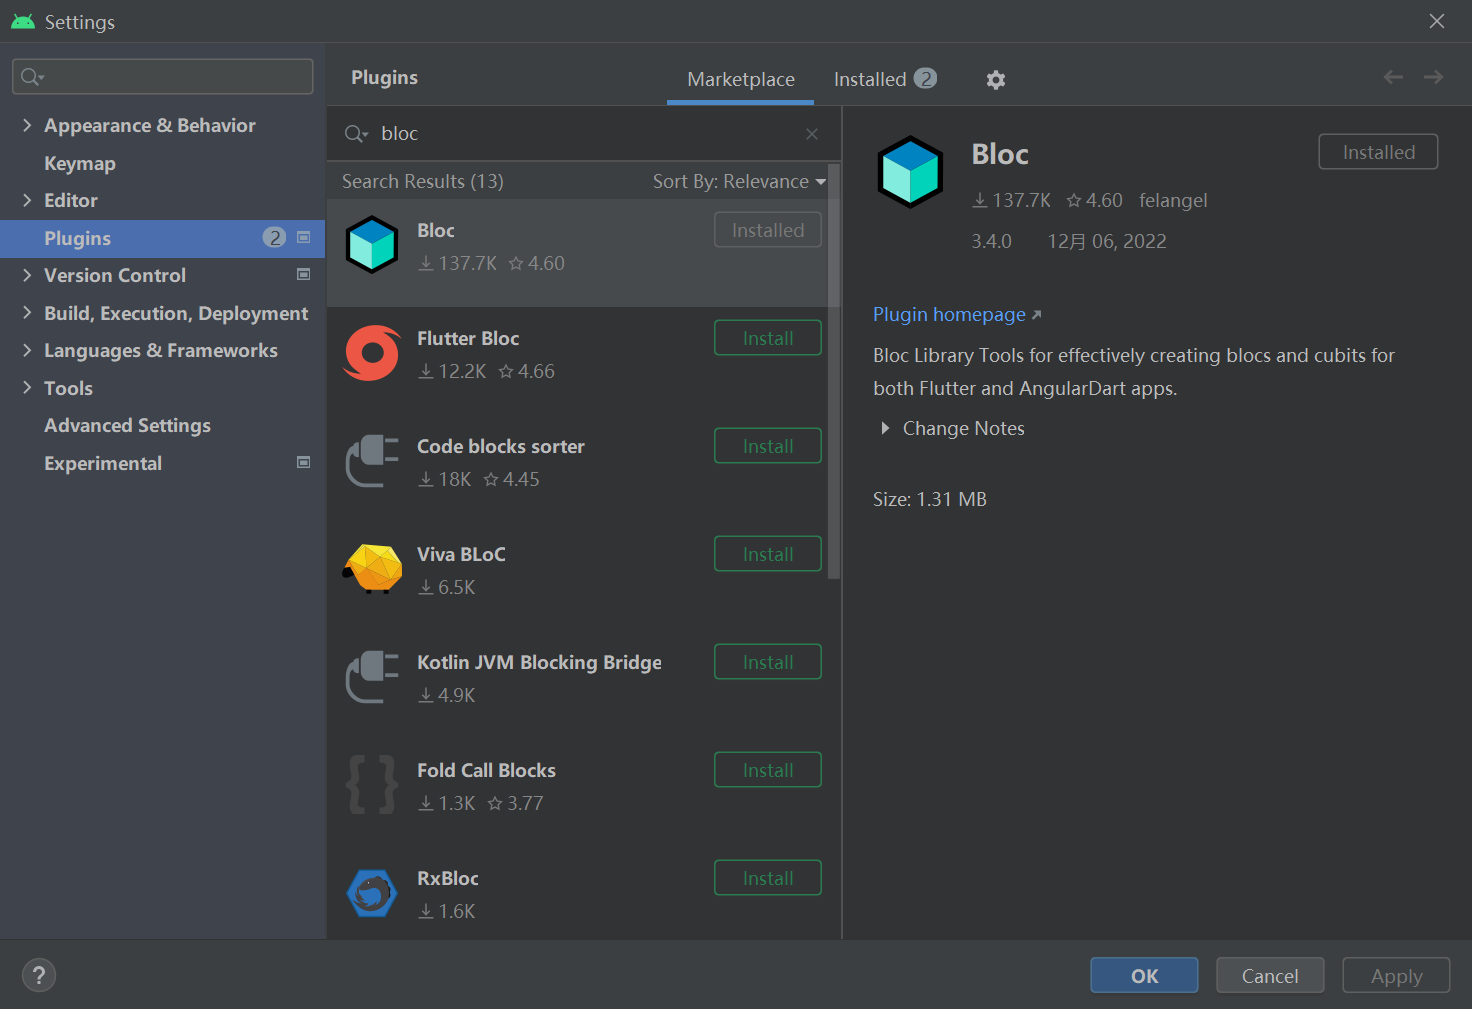 Settings
Plugins
Marketplace
Installed 2
Appearance & Behavior
Keymap
Editor
Plugins 2
Version Control
Build, Execution, Deployment
Languages & Frameworks
Tools
Advanced Settings
Experimental
bloc
Search Results (13)
Sort By: Relevance
Bloc
Installed
137.7K 4.60
Flutter Bloc
Install
12.2K 4.66
Code blocks sorter
Install
18K 4.45
Viva BLoC
Install
6.5K
Kotlin JVM Blocking Bridge
Install
4.9K
Fold Call Blocks
Install
1.3K 3.77
RxBloc
Install
1.6K
Bloc
Installed
137.7K 4.60 felangel
3.4.0 12月 06, 2022
Plugin homepage
Bloc Library Tools for effectively creating blocs and cubits for
both Flutter and AngularDart apps.
Change Notes
Size: 1.31 MB
?
OK
Cancel
Apply